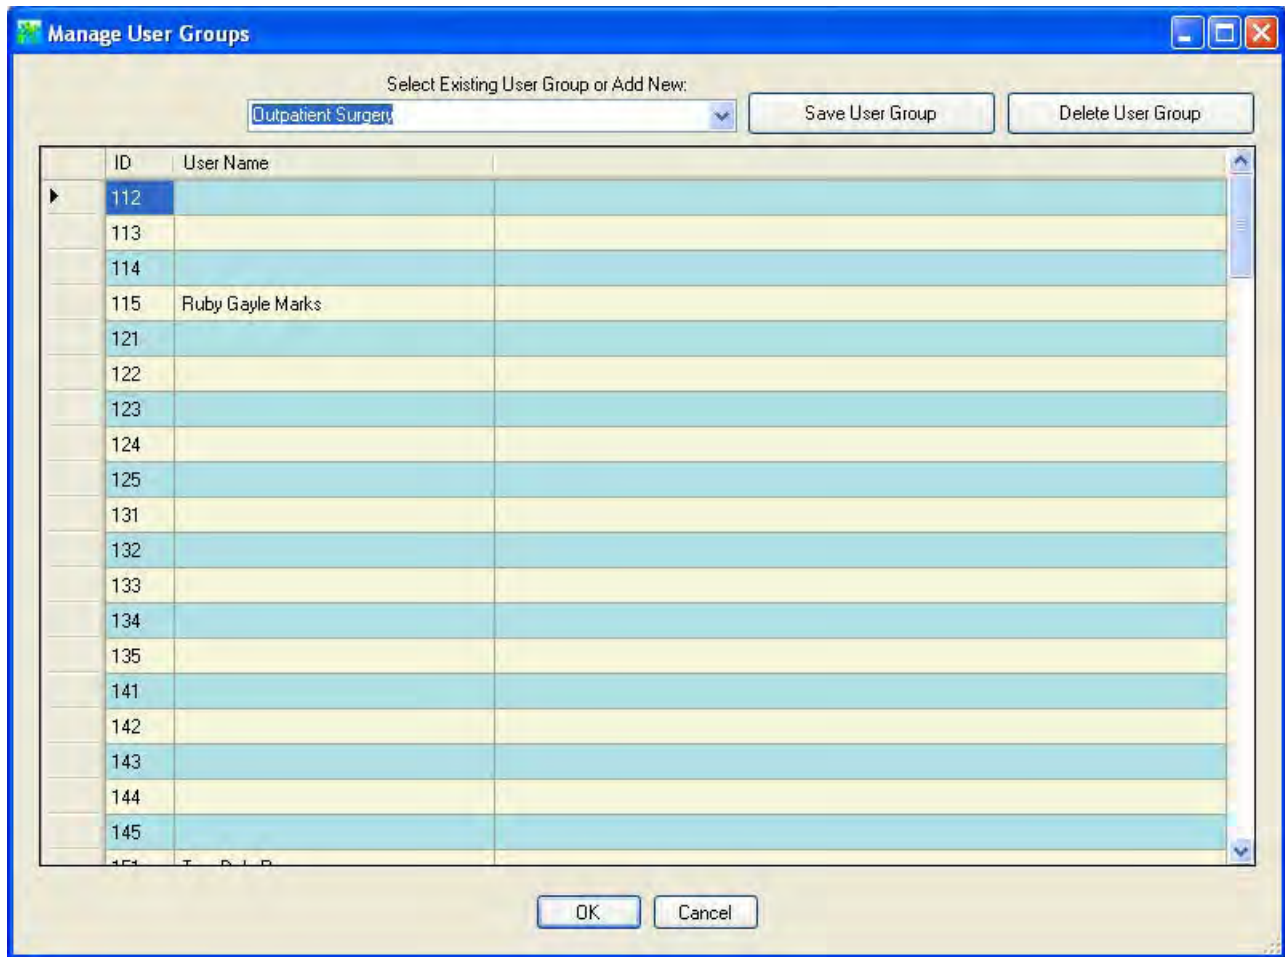 Manage User Groups
Select Existing User Group or Add New:
Outpatient Surgery
Save User Group
Delete User Group
ID User Name
112
113
114
115 Ruby Gayle Marks
121
122
123
124
125
131
132
133
134
135
141
142
143
144
145
OK
Cancel